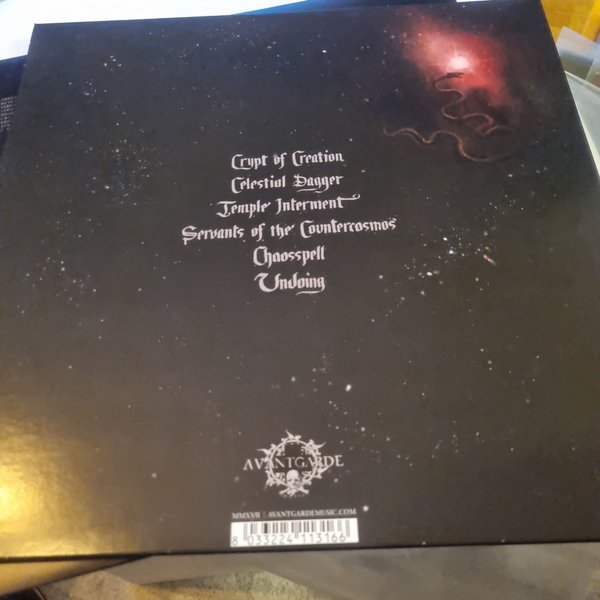 Crypt of Creation
Celestial Dagger
Temple Interment
Servants of the Countercosmos
Chaosspell
Undoing
AVANTGARDE
MMXVII | AVANTGARDEMUSIC.COM
8 033224 113166